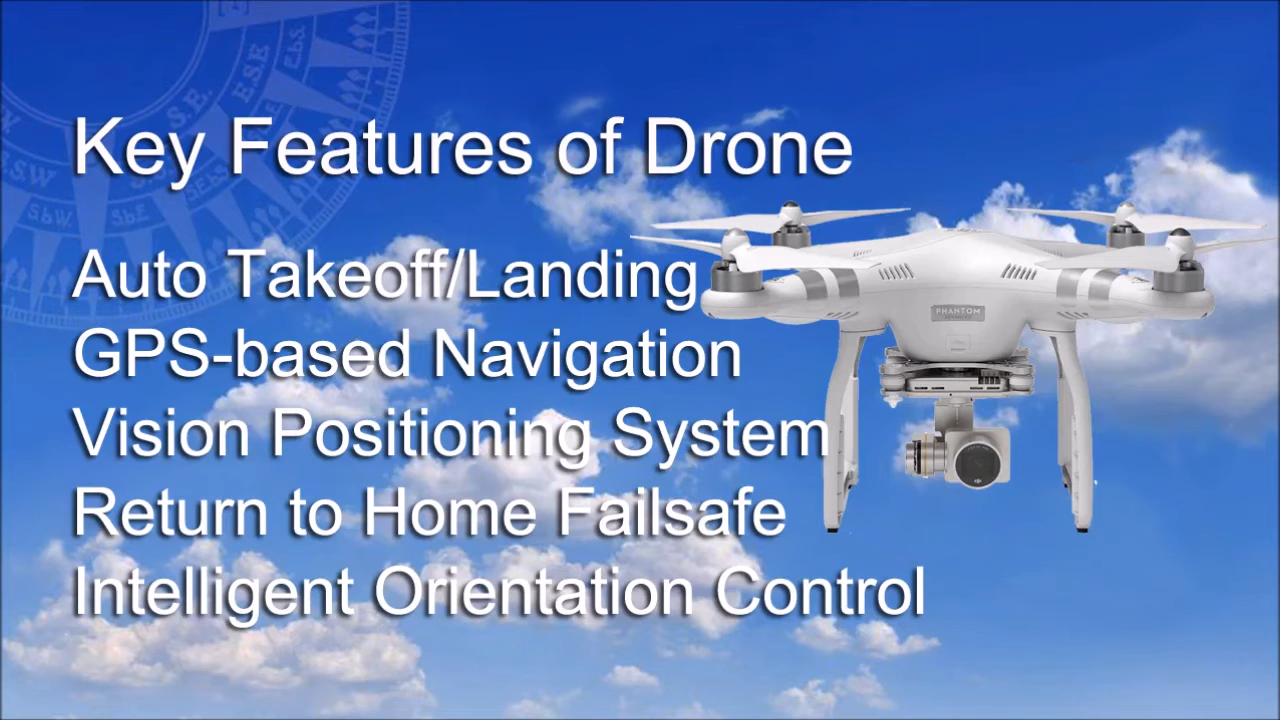 Key Features of Drone
Auto Takeoff/Landing
GPS-based Navigation
Vision Positioning System
Return to Home Failsafe
Intelligent Orientation Control
PHANTOM
E.S.E
E.b.S.
S.E.
S.W
S.b.W.
S.b.E